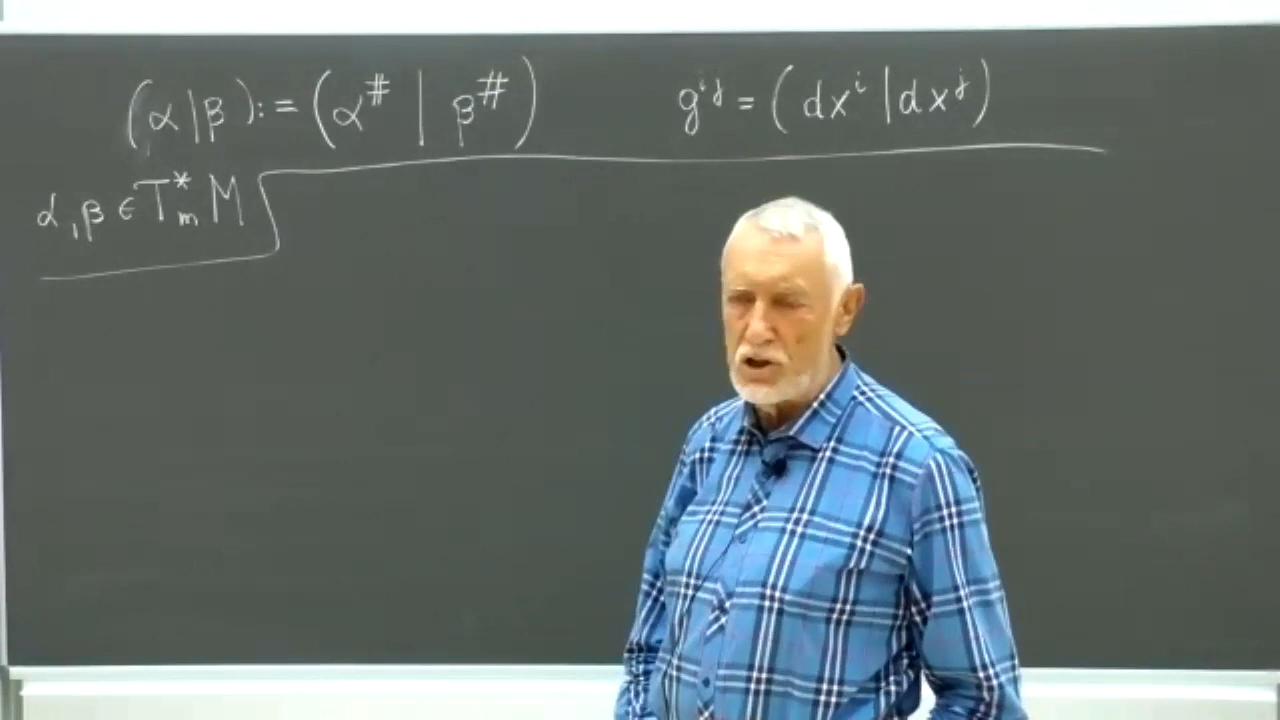 (α|β) := (α^# | β^#)    g^{ij} = (dx^i | dx^j)
α, β ∈ T^*_m M